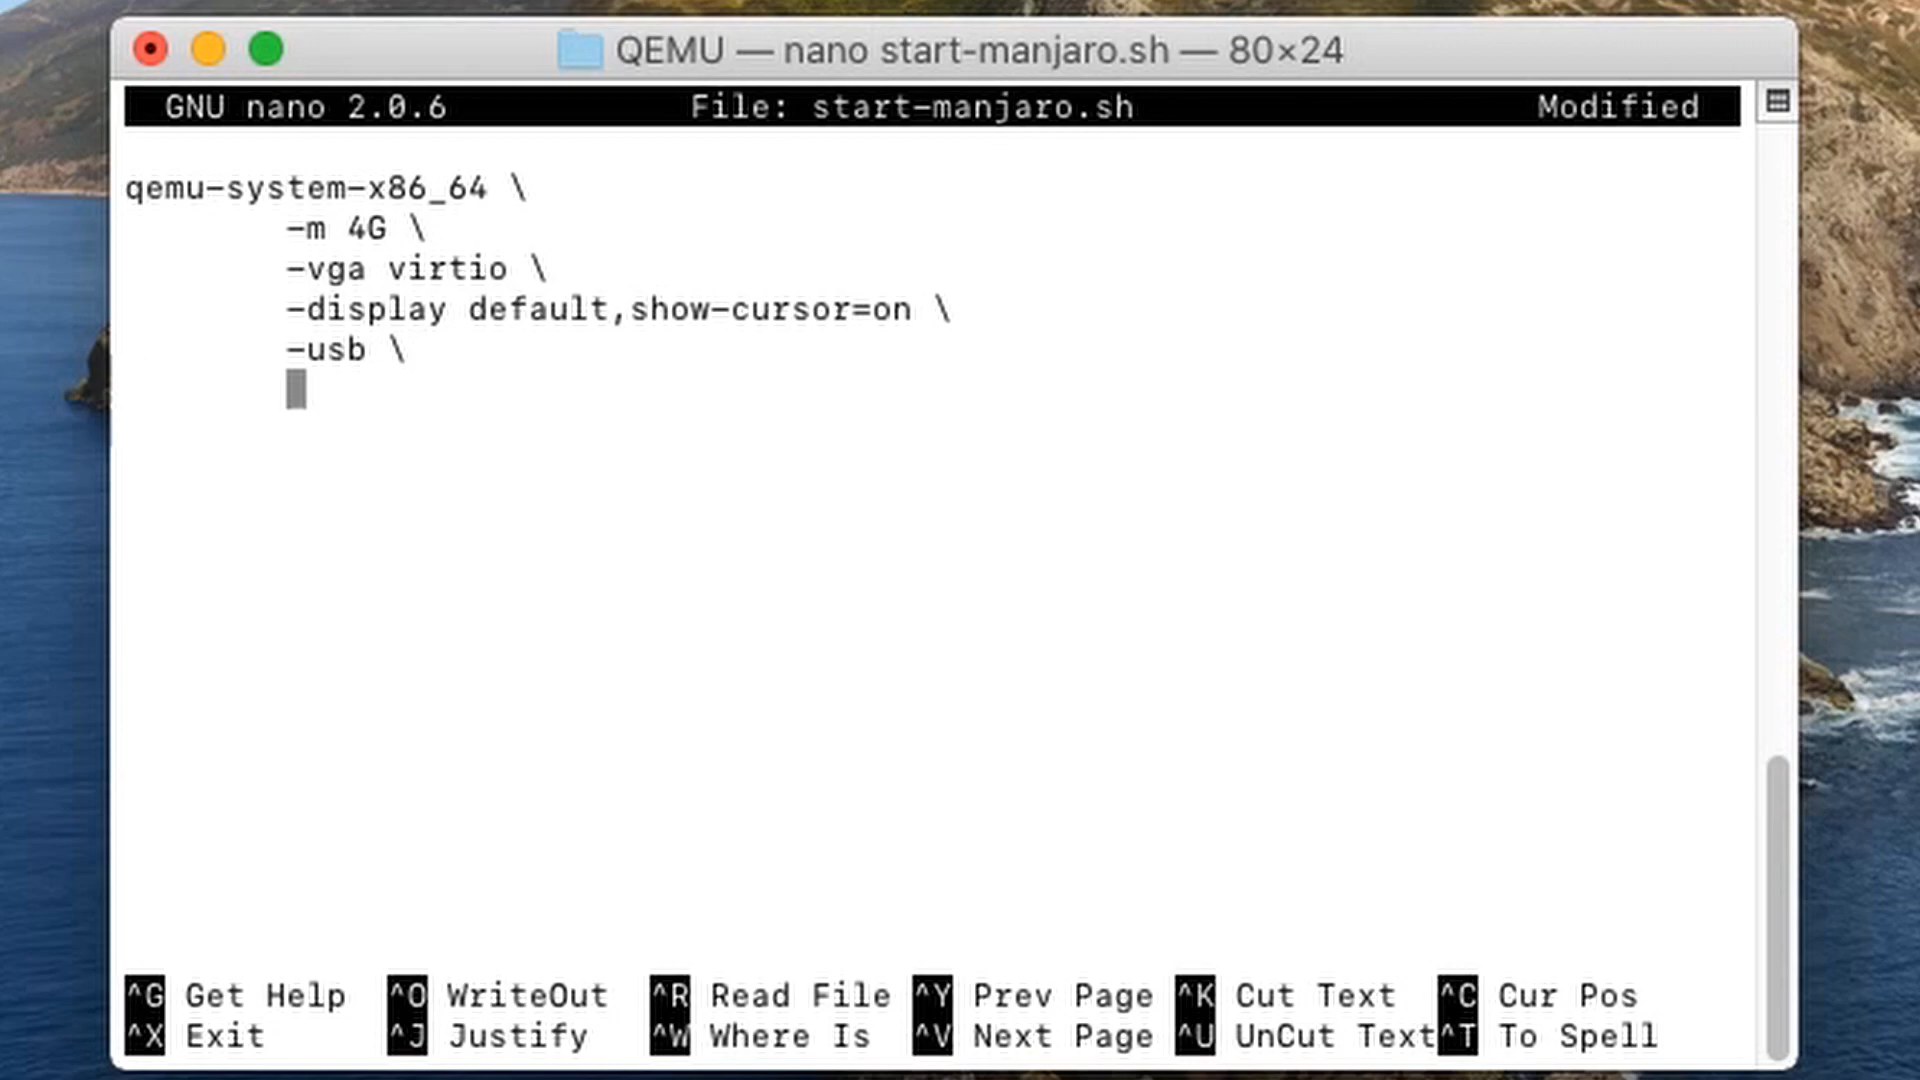 QEMU — nano start-manjaro.sh — 80×24
GNU nano 2.0.6 File: start-manjaro.sh Modified
qemu-system-x86_64 \
-m 4G \
-vga virtio \
-display default,show-cursor=on \
-usb \
^G Get Help ^O WriteOut ^R Read File ^Y Prev Page ^K Cut Text ^C Cur Pos
^X Exit ^J Justify ^W Where Is ^V Next Page ^U UnCut Text ^T To Spell